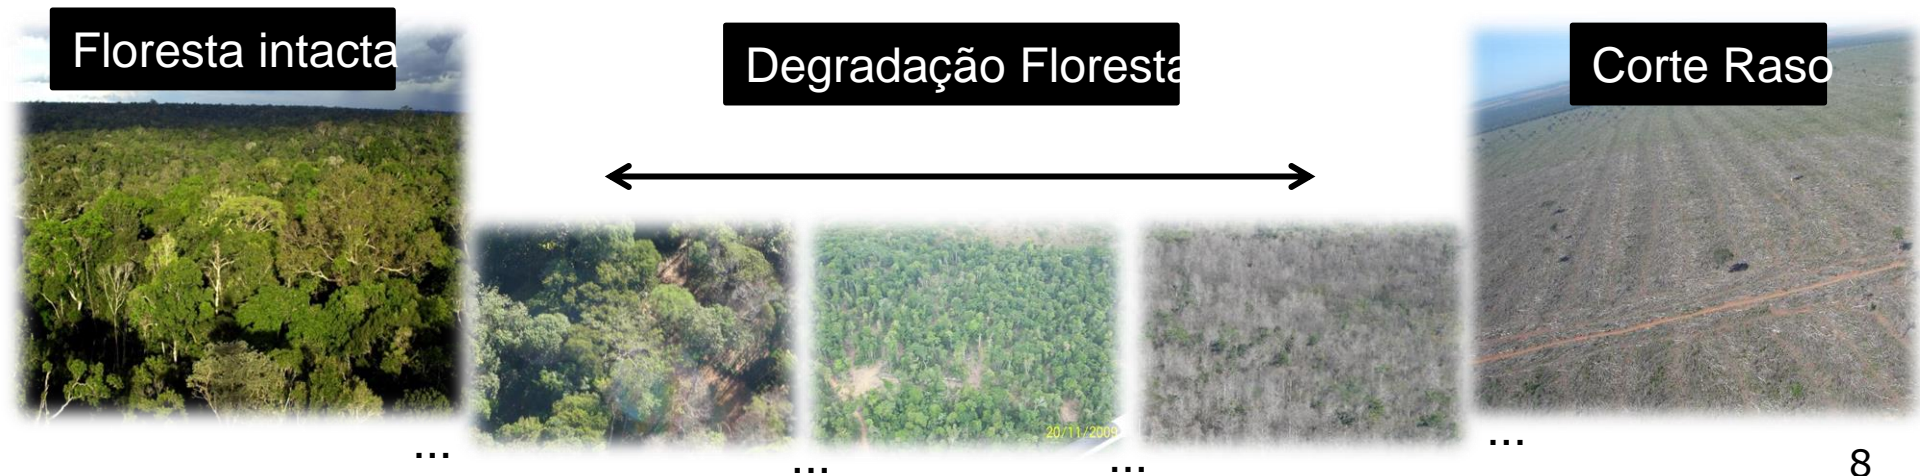 Floresta intacta
Degradação Floresta
Corte Raso
20/11/2009
...
...
...
...
8